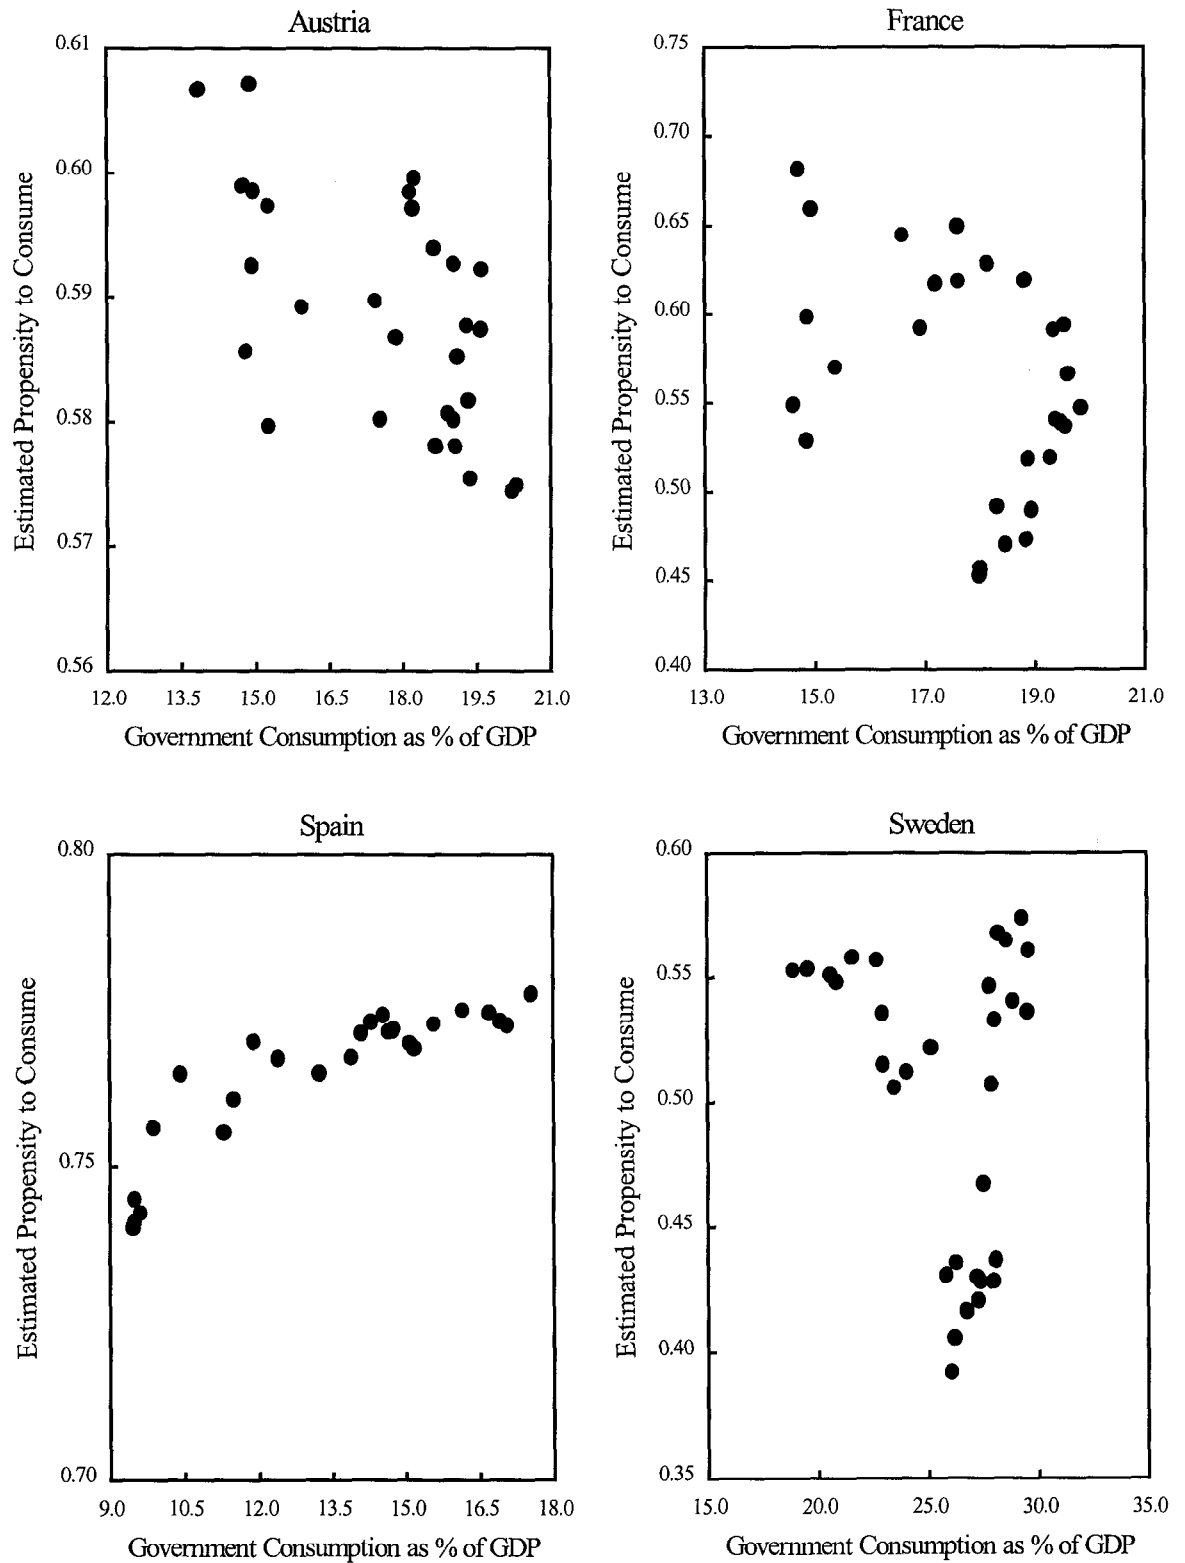 Austria
0.61
0.60
0.59
0.58
0.57
0.56
Estimated Propensity to Consume
12.0 13.5 15.0 16.5 18.0 19.5 21.0
Government Consumption as % of GDP
France
0.75
0.70
0.65
0.60
0.55
0.50
0.45
0.40
Estimated Propensity to Consume
13.0 15.0 17.0 19.0 21.0
Government Consumption as % of GDP
Spain
0.80
0.75
0.70
Estimated Propensity to Consume
9.0 10.5 12.0 13.5 15.0 16.5 18.0
Government Consumption as % of GDP
Sweden
0.60
0.55
0.50
0.45
0.40
0.35
Estimated Propensity to Consume
15.0 20.0 25.0 30.0 35.0
Government Consumption as % of GDP